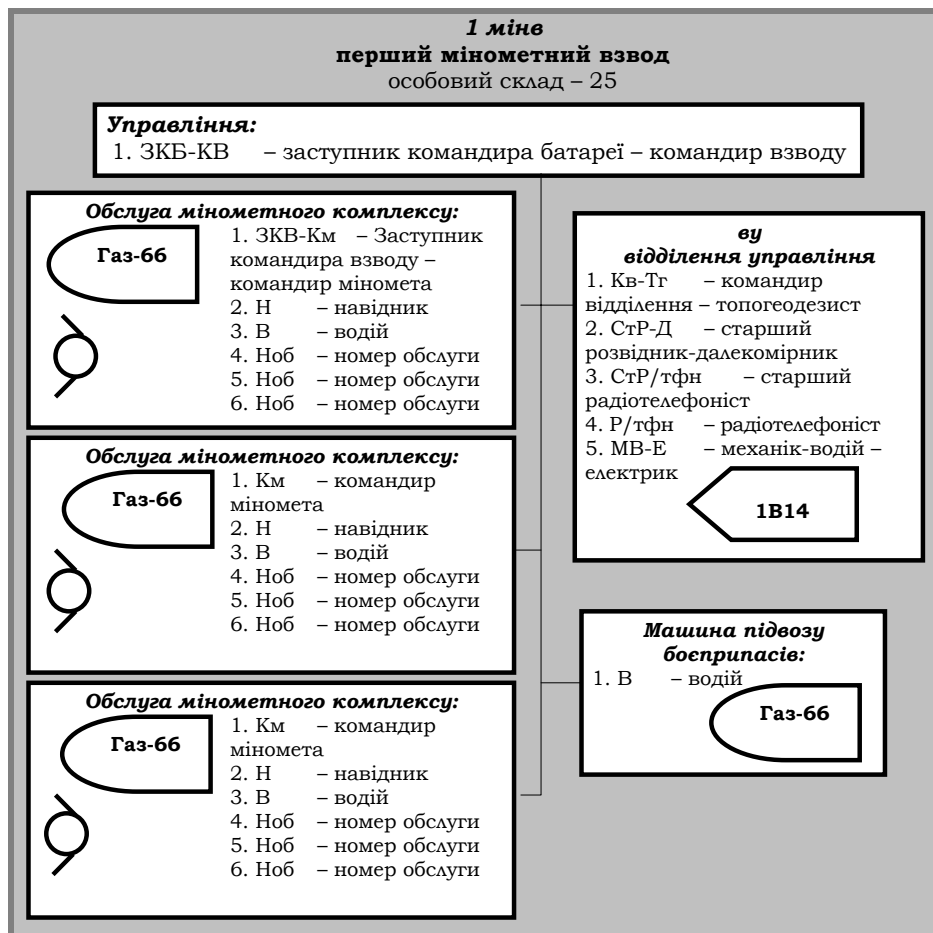 1 мінв
перший мінометний взвод
особовий склад – 25
Управління:
1. ЗКБ-КВ – заступник командира батареї – командир взводу
Обслуга мінометного комплексу:
Газ-66
1. ЗКВ-Км – Заступник
командира взводу –
командир міномета
2. Н – навідник
3. В – водій
4. Ноб – номер обслуги
5. Ноб – номер обслуги
6. Ноб – номер обслуги
Обслуга мінометного комплексу:
Газ-66
1. Км – командир
міномета
2. Н – навідник
3. В – водій
4. Ноб – номер обслуги
5. Ноб – номер обслуги
6. Ноб – номер обслуги
Обслуга мінометного комплексу:
Газ-66
1. Км – командир
міномета
2. Н – навідник
3. В – водій
4. Ноб – номер обслуги
5. Ноб – номер обслуги
6. Ноб – номер обслуги
ву
відділення управління
1. Кв-Тг – командир
відділення – топогеодезист
2. СтР-Д – старший
розвідник-далекомірник
3. СтР/тфн – старший
радіотелефоніст
4. Р/тфн – радіотелефоніст
5. МВ-Е – механік-водій –
електрик
1В14
Машина підвозу
боєприпасів:
1. В – водій
Газ-66